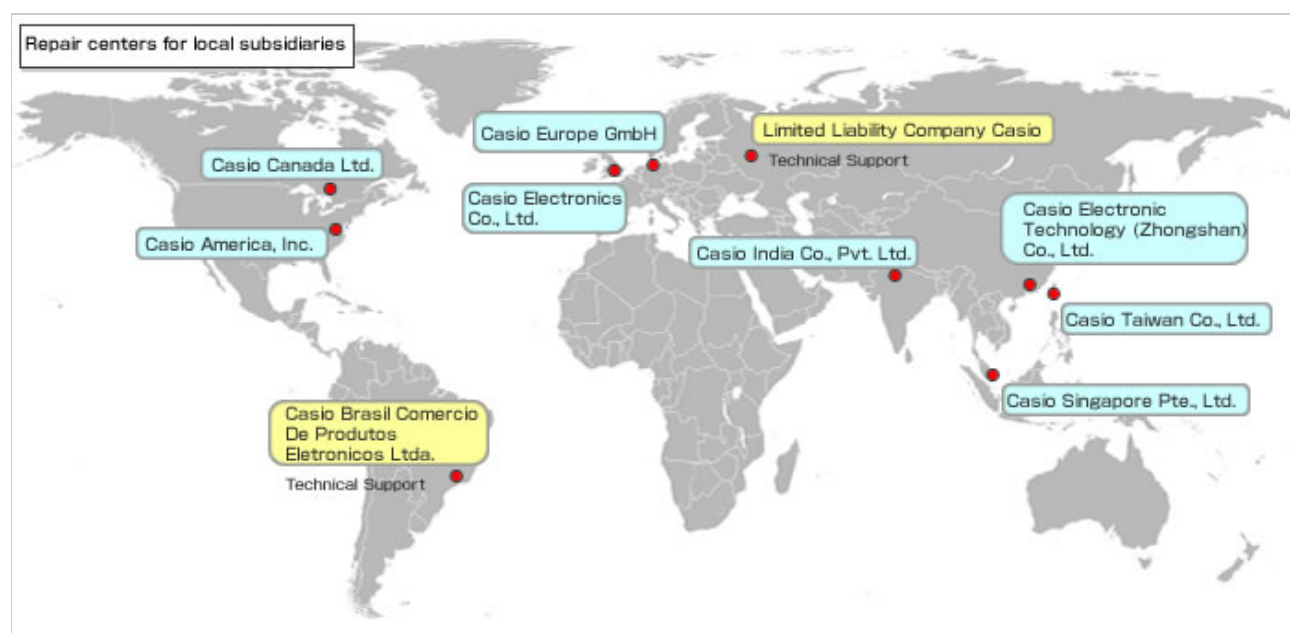 Repair centers for local subsidiaries
Casio Europe GmbH
Limited Liability Company Casio
Technical Support
Casio Canada Ltd.
Casio Electronics
Co., Ltd.
Casio America, Inc.
Casio India Co., Pvt. Ltd.
Casio Electronic
Technology (Zhongshan)
Co., Ltd.
Casio Taiwan Co., Ltd.
Casio Singapore Pte., Ltd.
Casio Brasil Comercio
De Produtos
Eletronicos Ltda.
Technical Support